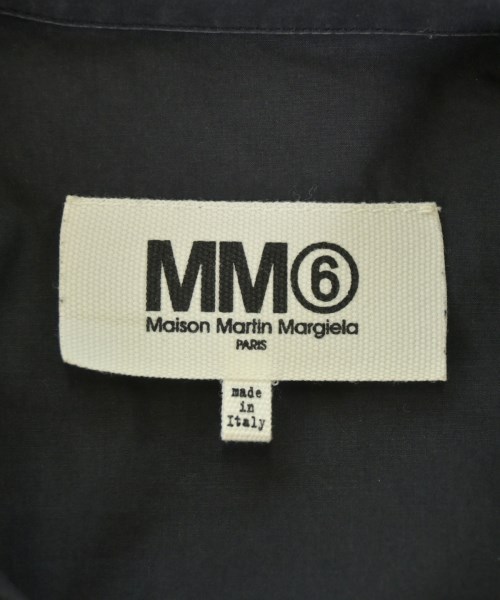 MM⑥
Maison Martin Margiela
PARIS
made
in
Italy